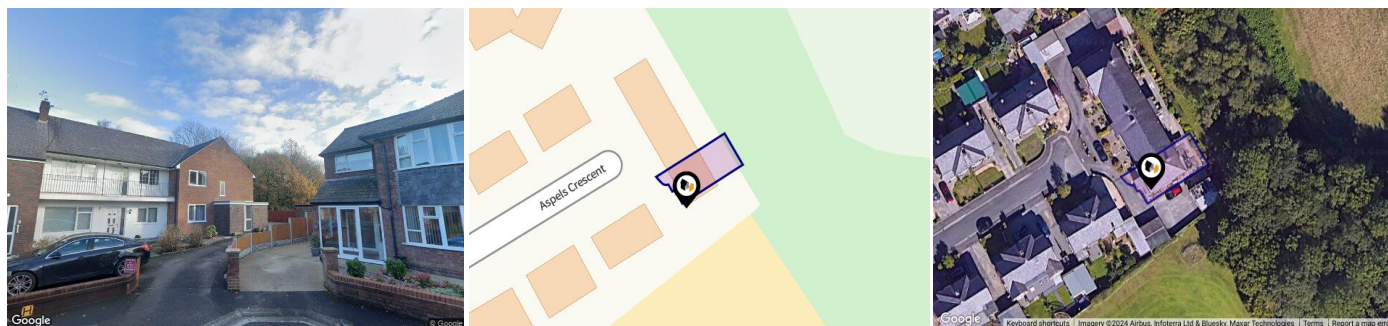 Google
© Google
Aspels Crescent
Google
Keyboard shortcuts
Imagery ©2024 Airbus, Infoterra Ltd & Bluesky, Maxar Technologies
Terms
Report a map err